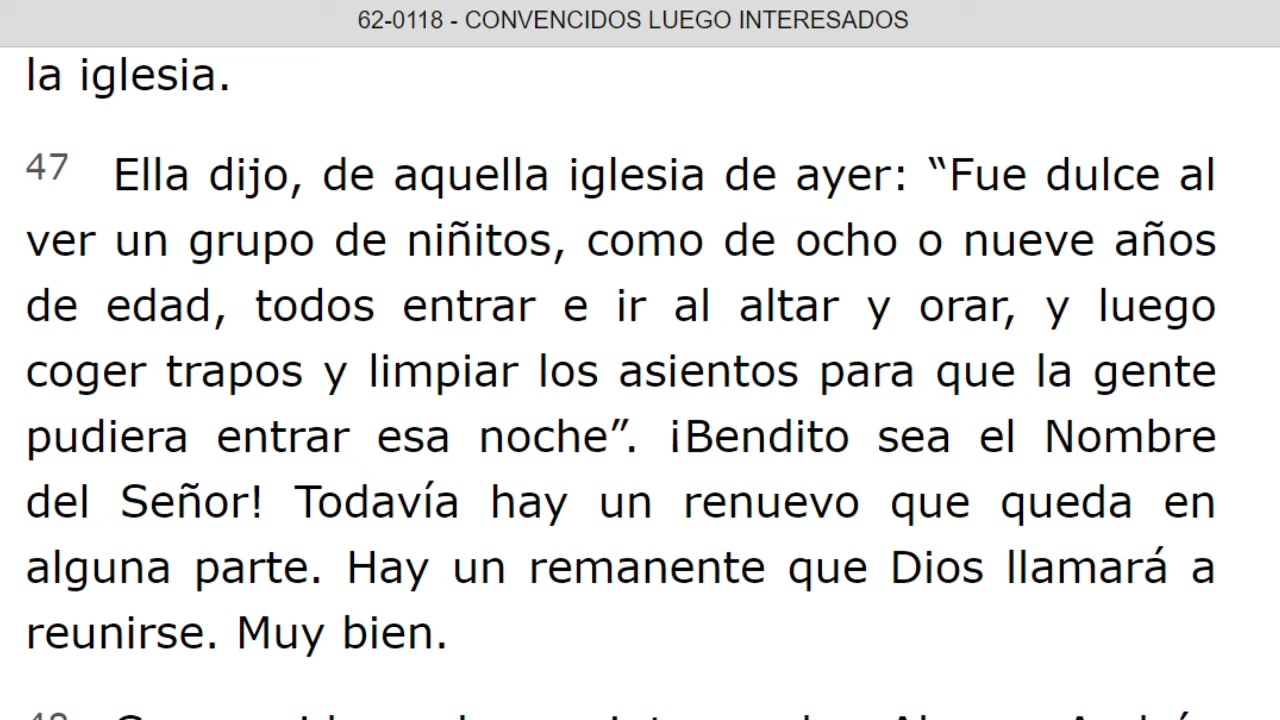 62-0118 - CONVENCIDOS LUEGO INTERESADOS
la iglesia.
47 Ella dijo, de aquella iglesia de ayer: “Fue dulce al
ver un grupo de niñitos, como de ocho o nueve años
de edad, todos entrar e ir al altar y orar, y luego
coger trapos y limpiar los asientos para que la gente
pudiera entrar esa noche”. ¡Bendito sea el Nombre
del Señor! Todavía hay un renuevo que queda en
alguna parte. Hay un remanente que Dios llamará a
reunirse. Muy bien.
48